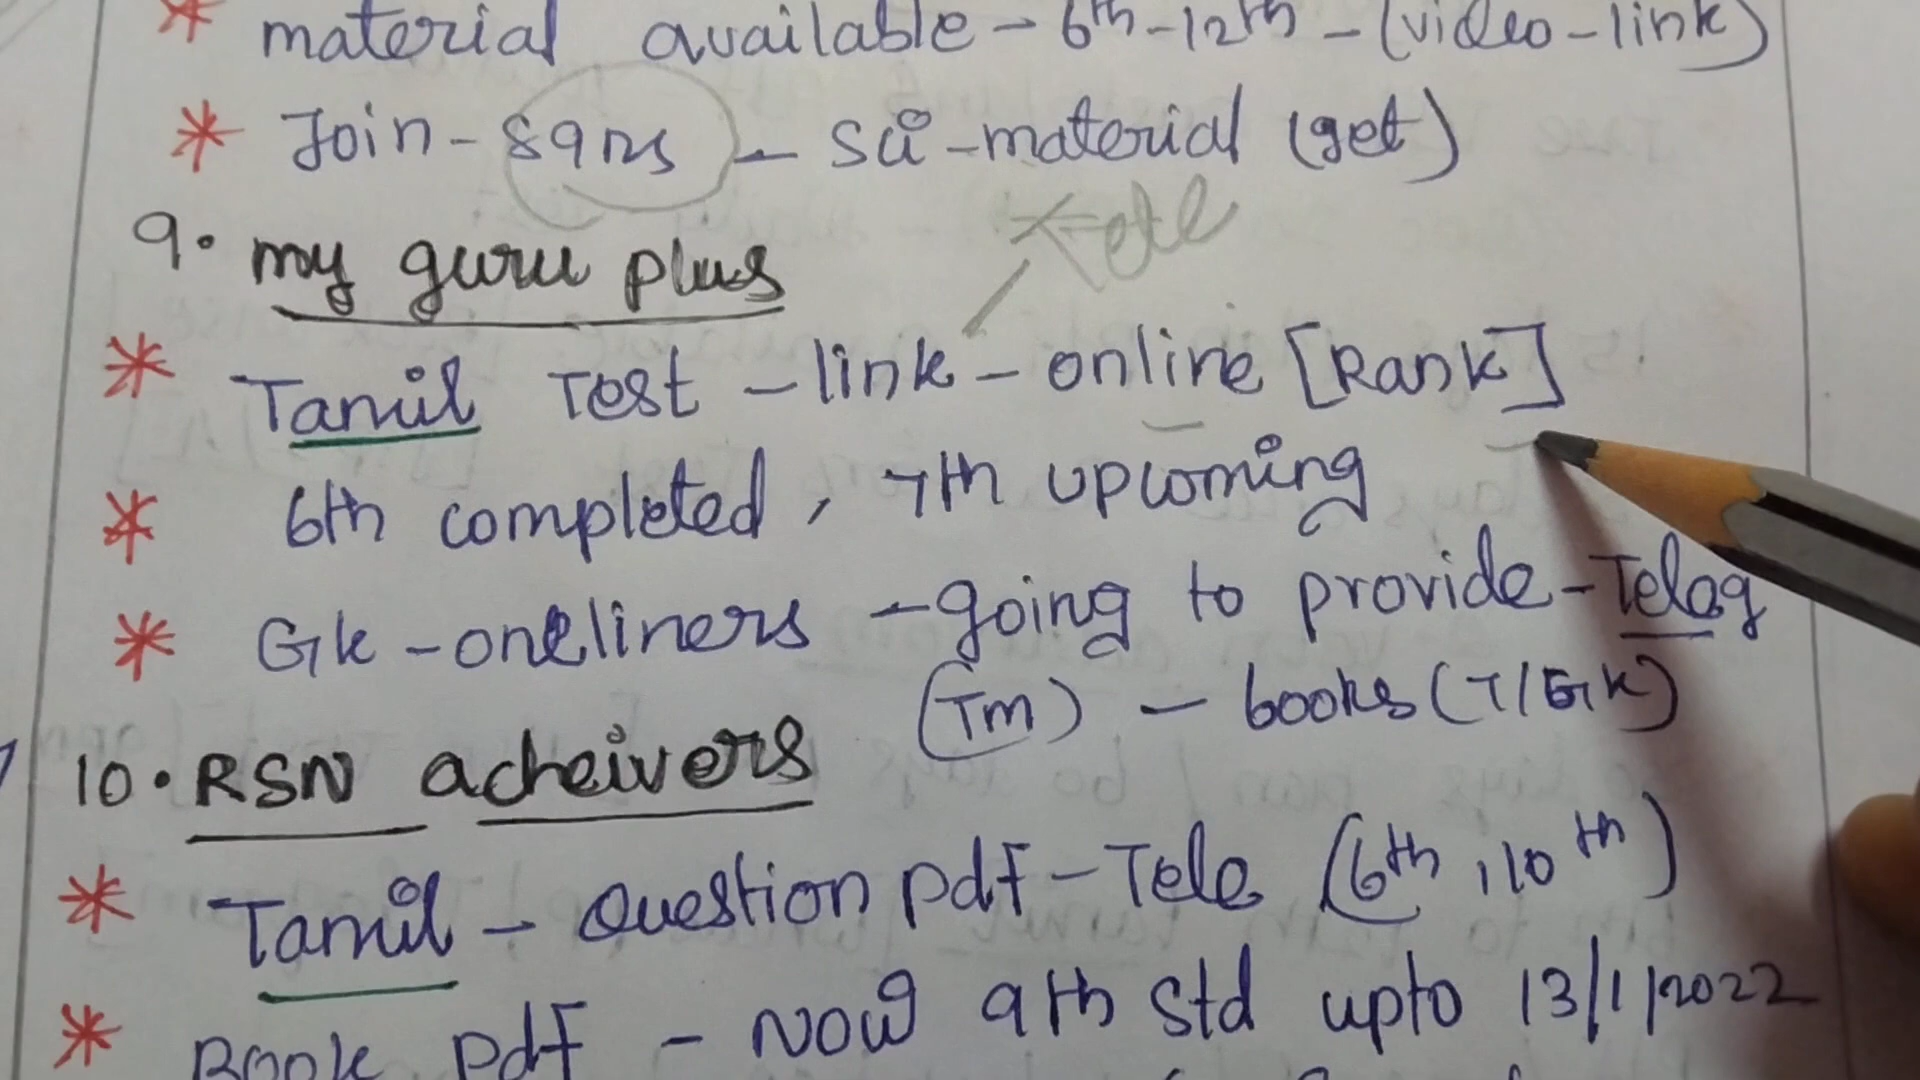 * material available - 6th - 12th - (video - link)
* Join - - Sci - material (get)
Tele
9. my guru plus
* Tamil Test - link - online [Rank]
* 6th completed, 7th upcoming
* Gk - oneliners - going to provide - Teleg
(Tm) - books (T/Gk)
10. RSN acheivers
* Tamil - Question pdf - Tele (6th, 10th)
* Book pdf - Now 9th std upto 13/1/2022